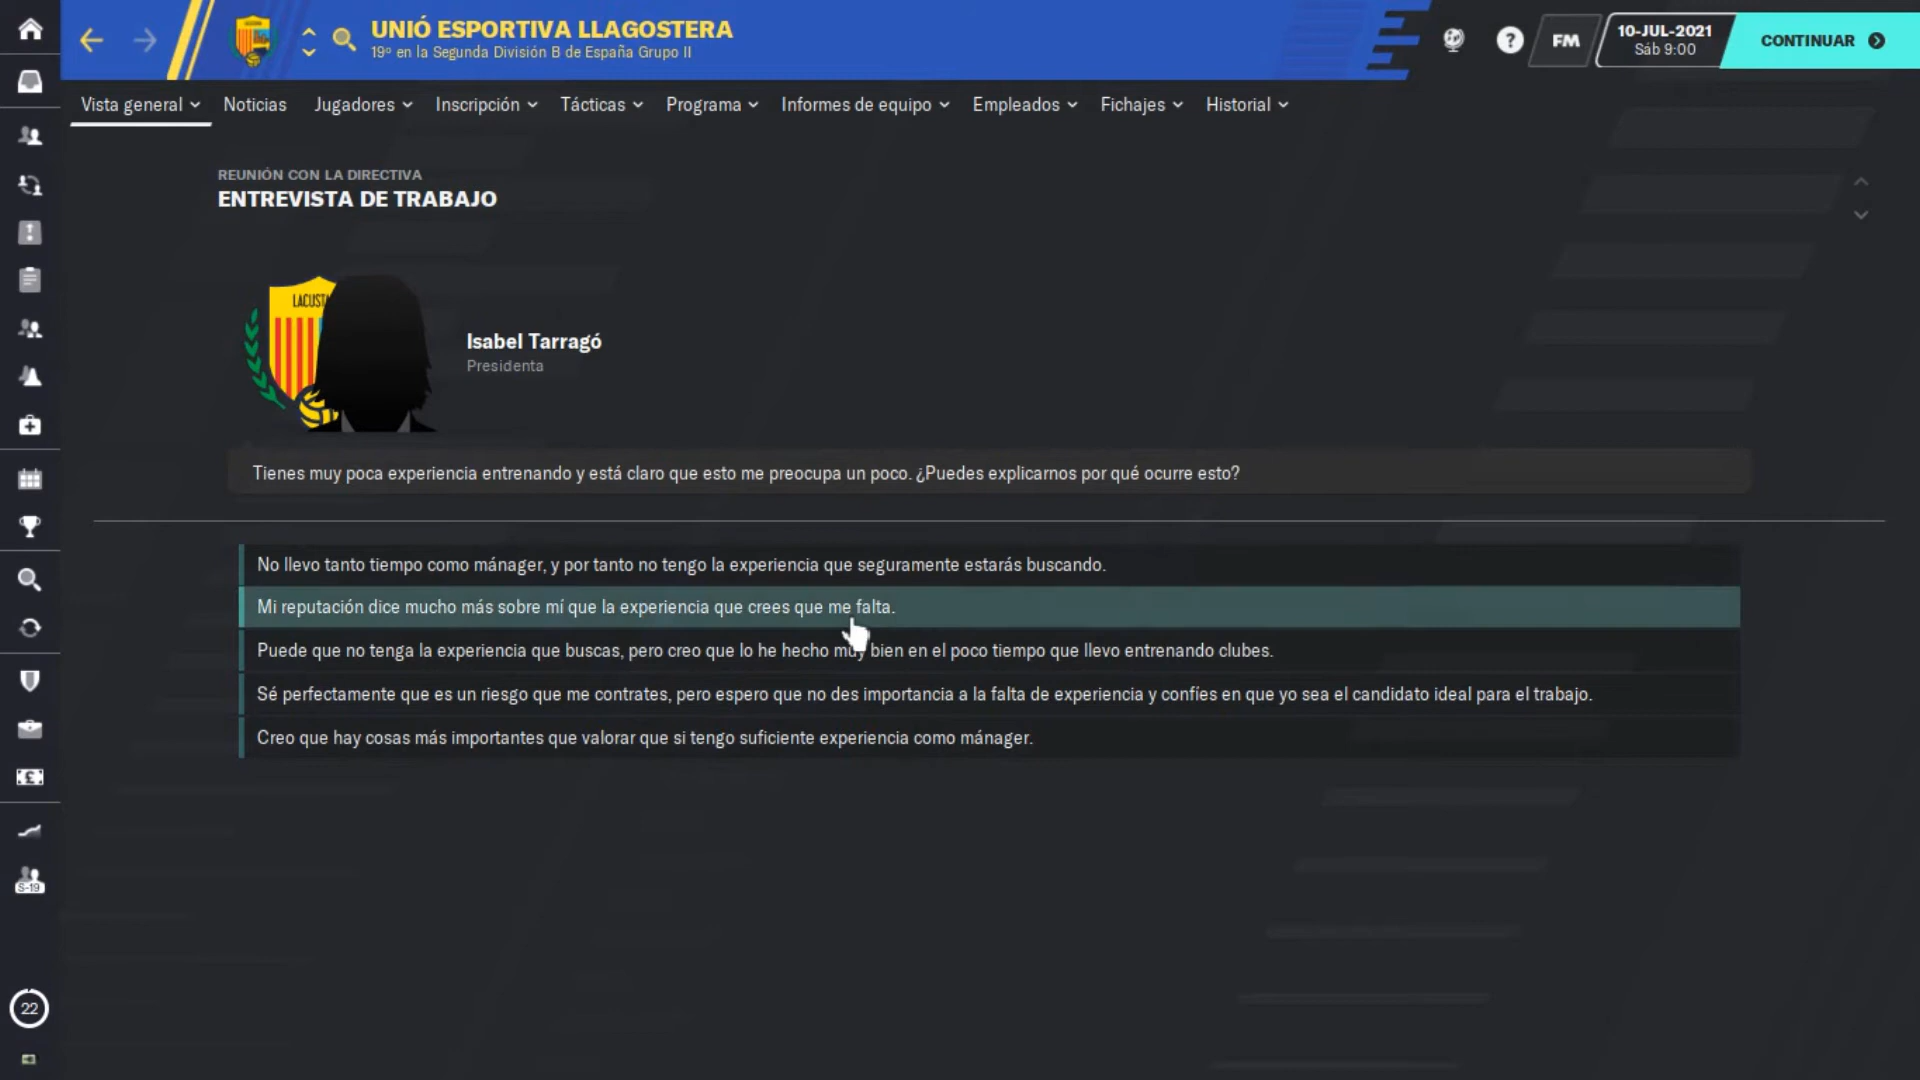 UNIÓ ESPORTIVA LLAGOSTERA
19º en la Segunda División B de España Grupo II
?
FM
10-JUL-2021
Sáb 9:00
CONTINUAR
Vista general
Noticias
Jugadores
Inscripción
Tácticas
Programa
Informes de equipo
Empleados
Fichajes
Historial
REUNIÓN CON LA DIRECTIVA
ENTREVISTA DE TRABAJO
Isabel Tarragó
Presidenta
Tienes muy poca experiencia entrenando y está claro que esto me preocupa un poco. ¿Puedes explicarnos por qué ocurre esto?
No llevo tanto tiempo como mánager, y por tanto no tengo la experiencia que seguramente estarás buscando.
Mi reputación dice mucho más sobre mí que la experiencia que crees que me falta.
Puede que no tenga la experiencia que buscas, pero creo que lo he hecho muy bien en el poco tiempo que llevo entrenando clubes.
Sé perfectamente que es un riesgo que me contrates, pero espero que no des importancia a la falta de experiencia y confíes en que yo sea el candidato ideal para el trabajo.
Creo que hay cosas más importantes que valorar que si tengo suficiente experiencia como mánager.
S-19
22